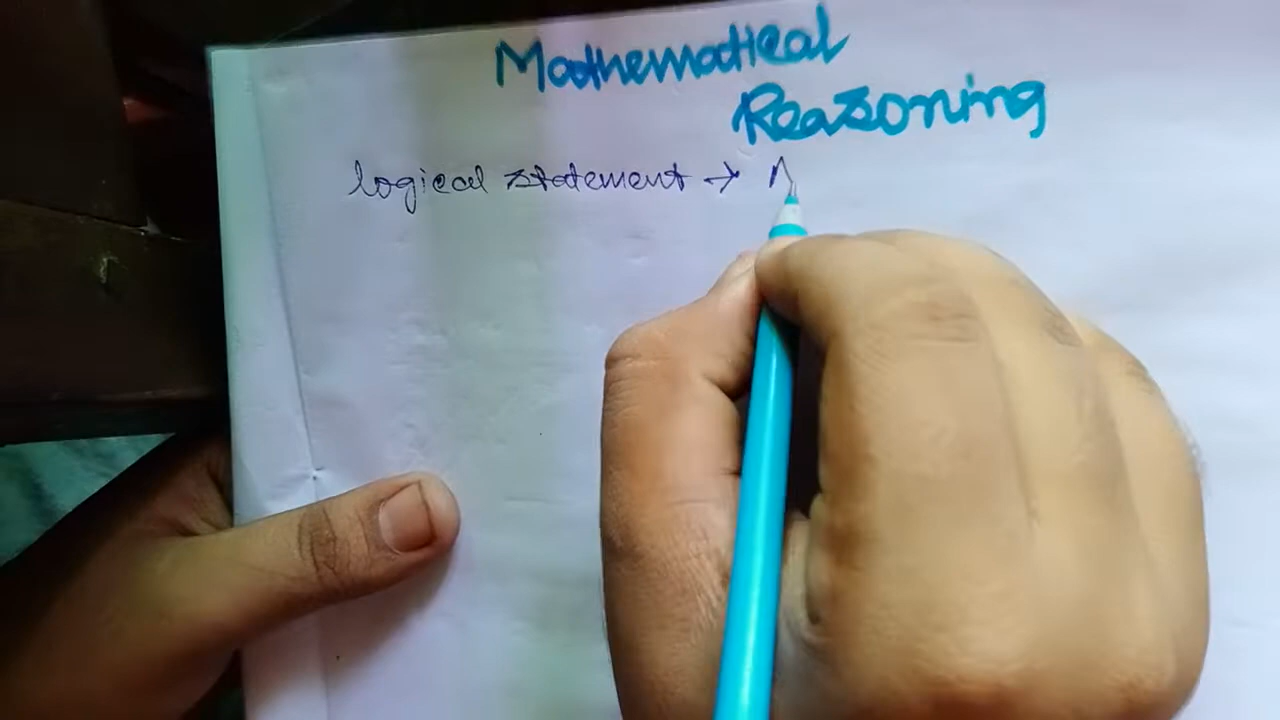 Mathematical
Reasoning
logical statement →